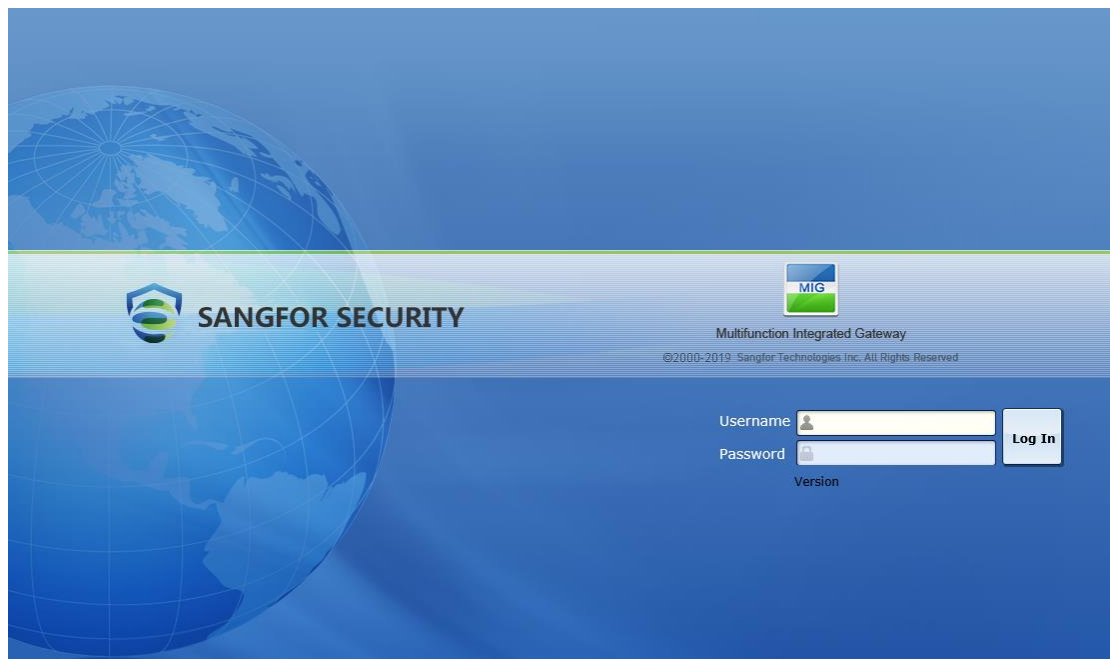 MIG
SANGFOR SECURITY
Multifunction Integrated Gateway
©2000-2019 Sangfor Technologies Inc. All Rights Reserved
Username
Log In
Password
Version